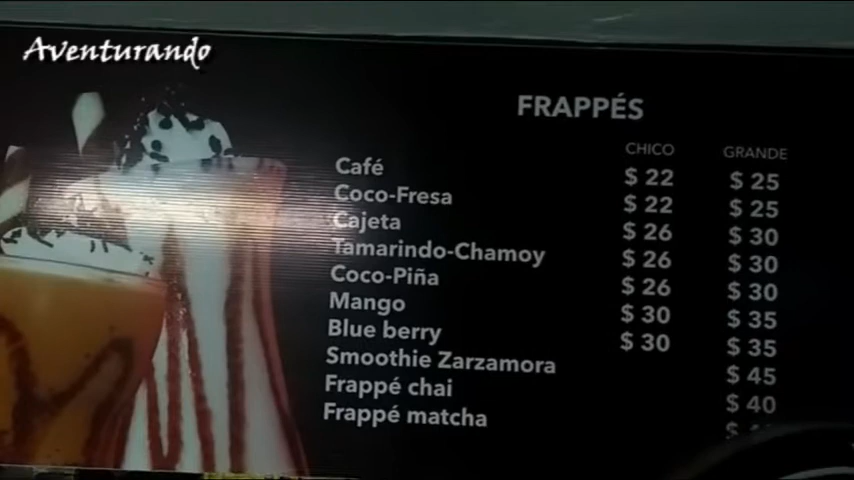 Aventurando
FRAPPÉS
CHICO GRANDE
Café $ 22 $ 25
Coco-Fresa $ 22 $ 25
Cajeta $ 26 $ 30
Tamarindo-Chamoy $ 26 $ 30
Coco-Piña $ 26 $ 30
Mango $ 30 $ 35
Blue berry $ 30 $ 35
Smoothie Zarzamora $ 45
Frappé chai $ 40
Frappé matcha $